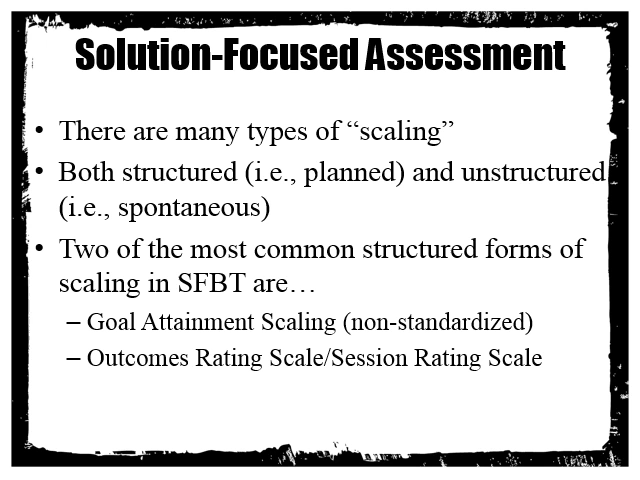 Solution-Focused Assessment
• There are many types of “scaling”
• Both structured (i.e., planned) and unstructured
(i.e., spontaneous)
• Two of the most common structured forms of
scaling in SFBT are…
– Goal Attainment Scaling (non-standardized)
– Outcomes Rating Scale/Session Rating Scale